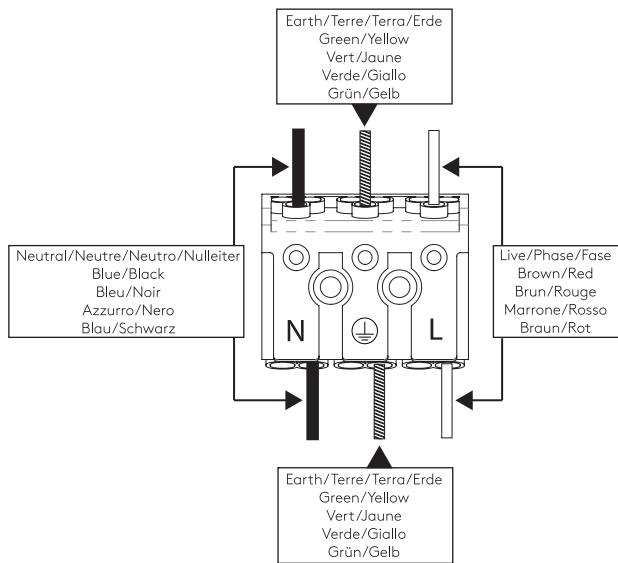 Earth/Terre/Terra/Erde
Green/Yellow
Vert/Jaune
Verde/Giallo
Grün/Gelb
Neutral/Neutre/Neutro/Nulleiter
Blue/Black
Bleu/Noir
Azzurro/Nero
Blau/Schwarz
Live/Phase/Fase
Brown/Red
Brun/Rouge
Marrone/Rosso
Braun/Rot
N L
Earth/Terre/Terra/Erde
Green/Yellow
Vert/Jaune
Verde/Giallo
Grün/Gelb